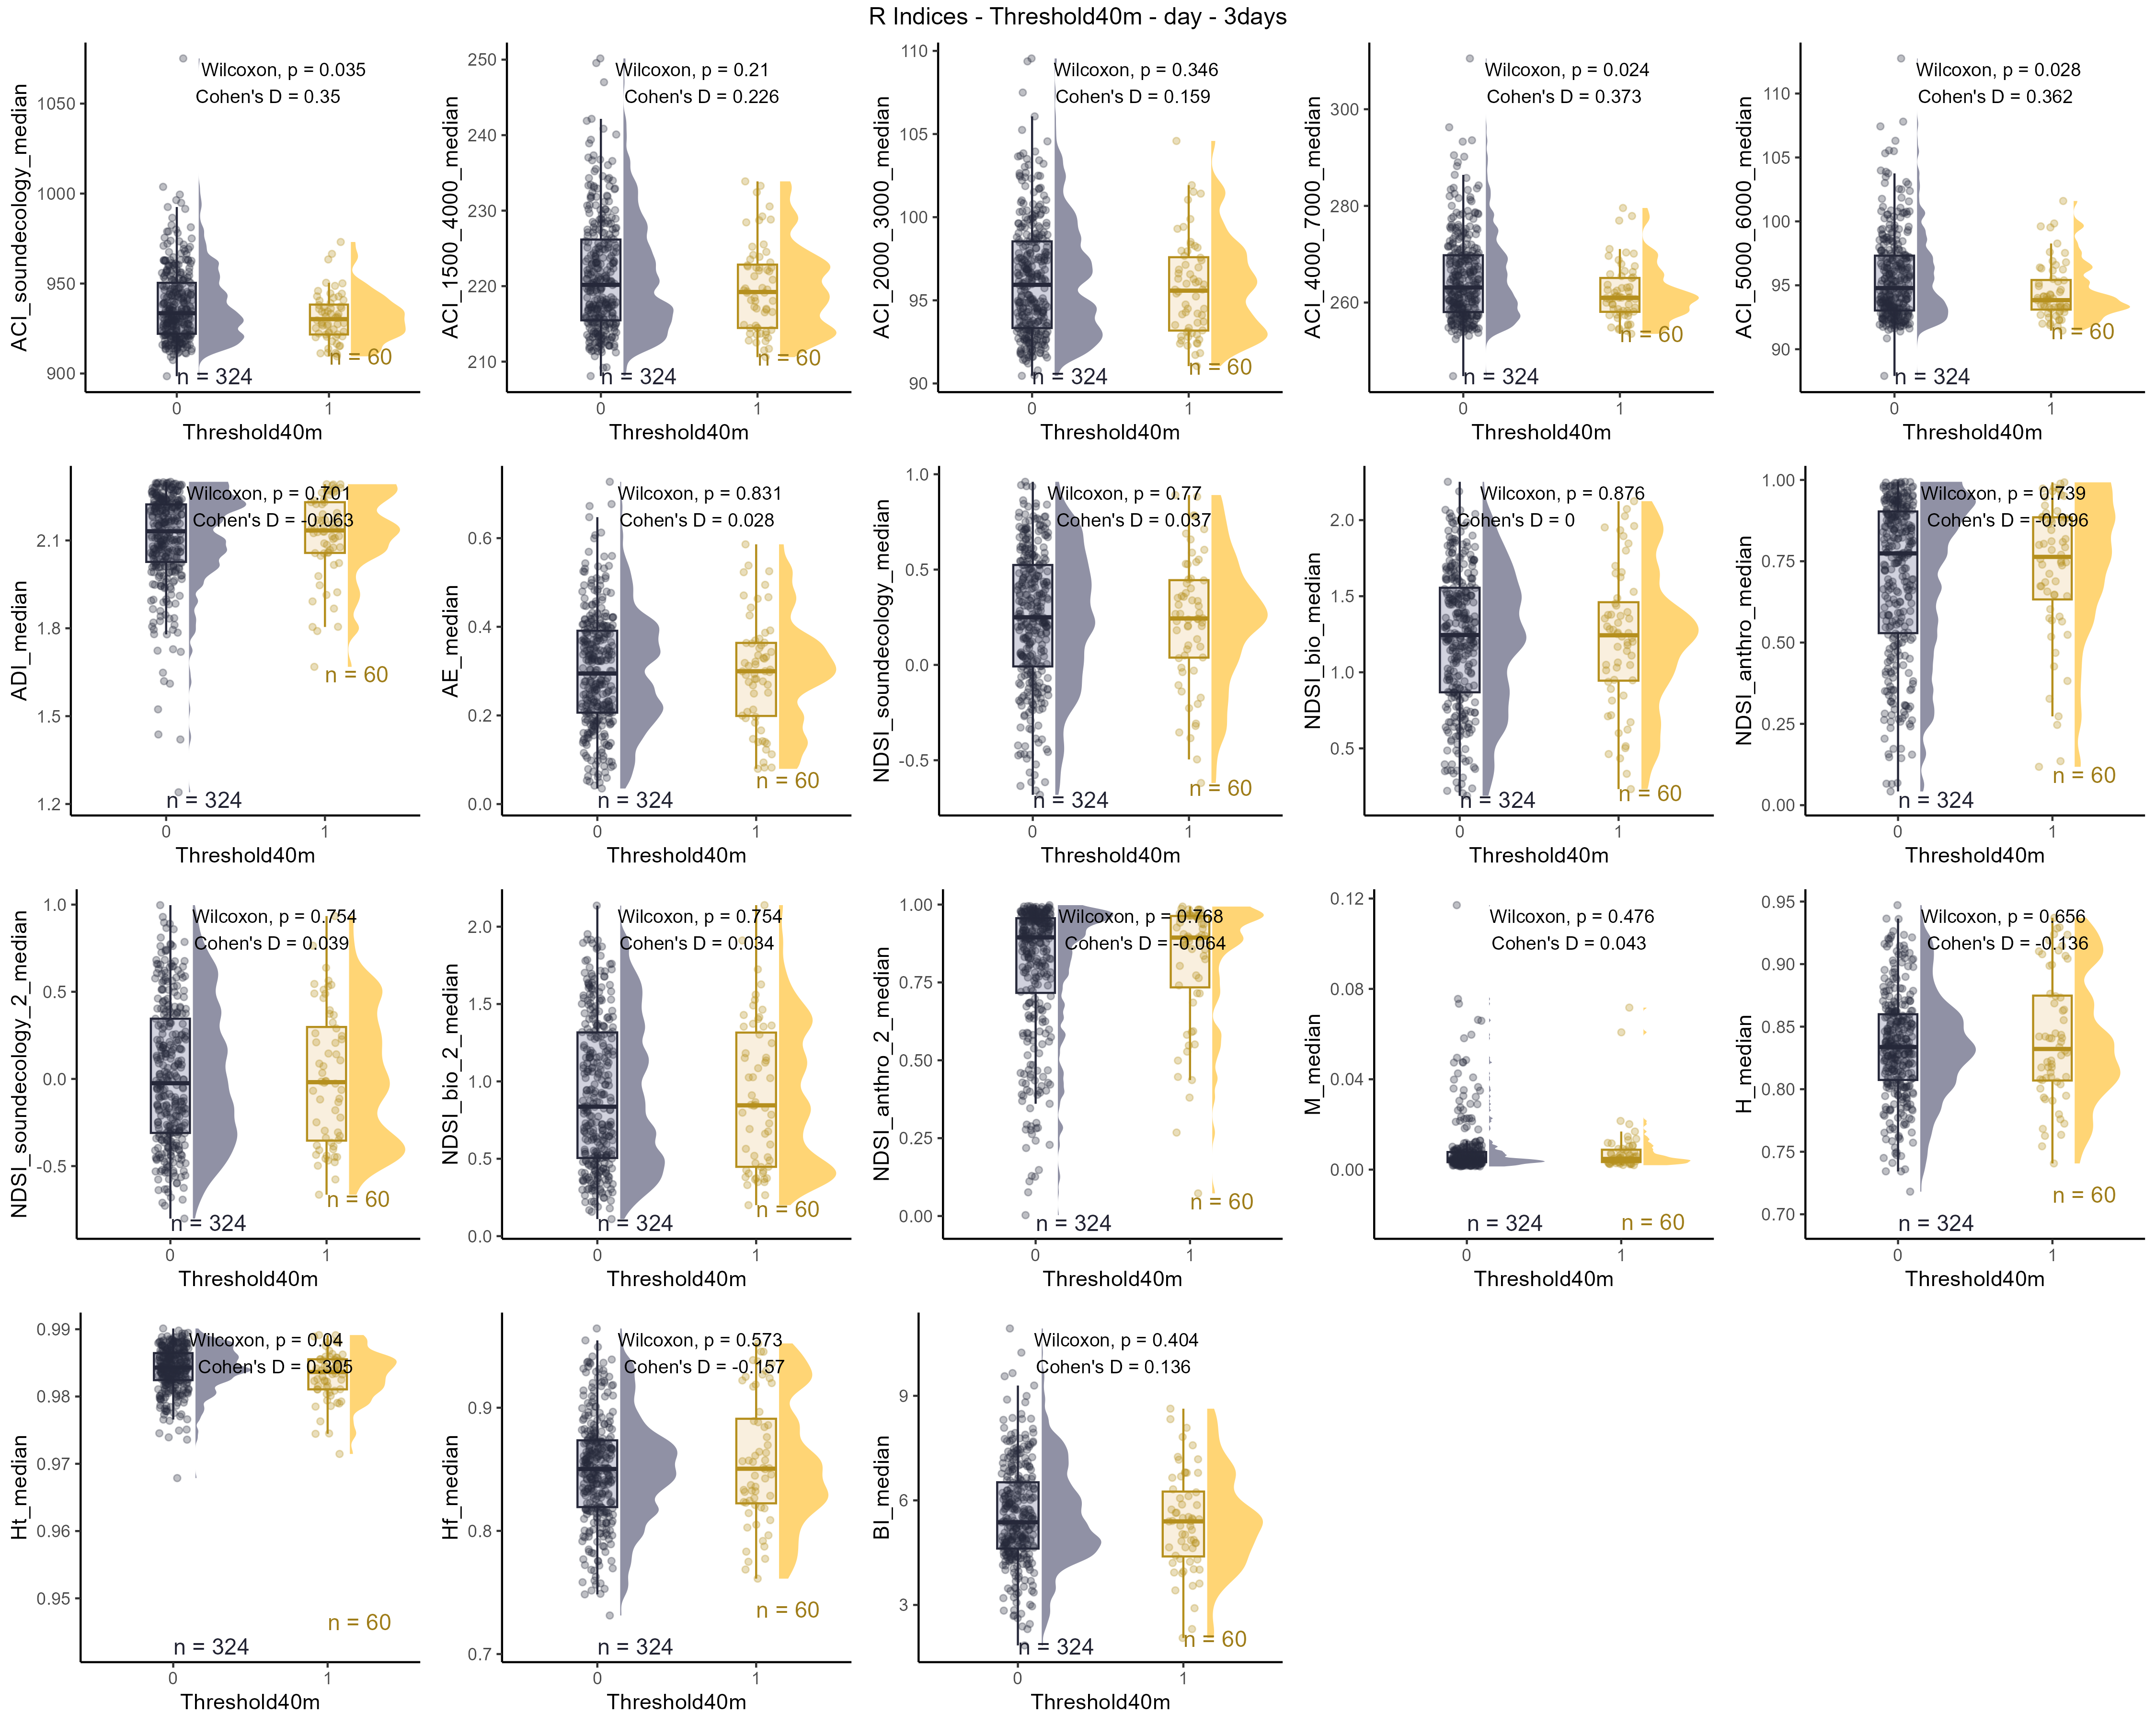 R Indices - Threshold40m - day - 3days
ACI_soundecology_median
1050
1000
950
900
Wilcoxon, p = 0.035
Cohen's D = 0.35
n = 324
n = 60
0 1
Threshold40m
ACI_1500_4000_median
250
240
230
220
210
Wilcoxon, p = 0.21
Cohen's D = 0.226
n = 324
n = 60
0 1
Threshold40m
ACI_2000_3000_median
110
105
100
95
90
Wilcoxon, p = 0.346
Cohen's D = 0.159
n = 324
n = 60
0 1
Threshold40m
ACI_4000_7000_median
300
280
260
Wilcoxon, p = 0.024
Cohen's D = 0.373
n = 324
n = 60
0 1
Threshold40m
ACI_5000_6000_median
110
105
100
95
90
Wilcoxon, p = 0.028
Cohen's D = 0.362
n = 324
n = 60
0 1
Threshold40m
ADI_median
2.1
1.8
1.5
1.2
Wilcoxon, p = 0.701
Cohen's D = -0.063
n = 324
n = 60
0 1
Threshold40m
AE_median
0.6
0.4
0.2
0.0
Wilcoxon, p = 0.831
Cohen's D = 0.028
n = 324
n = 60
0 1
Threshold40m
NDSI_soundecology_median
1.0
0.5
0.0
-0.5
Wilcoxon, p = 0.77
Cohen's D = 0.037
n = 324
n = 60
0 1
Threshold40m
NDSI_bio_median
2.0
1.5
1.0
0.5
Wilcoxon, p = 0.876
Cohen's D = 0
n = 324
n = 60
0 1
Threshold40m
NDSI_anthro_median
1.00
0.75
0.50
0.25
0.00
Wilcoxon, p = 0.739
Cohen's D = -0.096
n = 324
n = 60
0 1
Threshold40m
NDSI_soundecology_2_median
1.0
0.5
0.0
-0.5
Wilcoxon, p = 0.754
Cohen's D = 0.039
n = 324
n = 60
0 1
Threshold40m
NDSI_bio_2_median
2.0
1.5
1.0
0.5
0.0
Wilcoxon, p = 0.754
Cohen's D = 0.034
n = 324
n = 60
0 1
Threshold40m
NDSI_anthro_2_median
1.00
0.75
0.50
0.25
0.00
Wilcoxon, p = 0.768
Cohen's D = -0.064
n = 324
n = 60
0 1
Threshold40m
M_median
0.12
0.08
0.04
0.00
Wilcoxon, p = 0.476
Cohen's D = 0.043
n = 324
n = 60
0 1
Threshold40m
H_median
0.95
0.90
0.85
0.80
0.75
0.70
Wilcoxon, p = 0.656
Cohen's D = -0.136
n = 324
n = 60
0 1
Threshold40m
Ht_median
0.99
0.98
0.97
0.96
0.95
Wilcoxon, p = 0.04
Cohen's D = 0.305
n = 324
n = 60
0 1
Threshold40m
Hf_median
0.9
0.8
0.7
Wilcoxon, p = 0.573
Cohen's D = -0.157
n = 324
n = 60
0 1
Threshold40m
BI_median
9
6
3
Wilcoxon, p = 0.404
Cohen's D = 0.136
n = 324
n = 60
0 1
Threshold40m